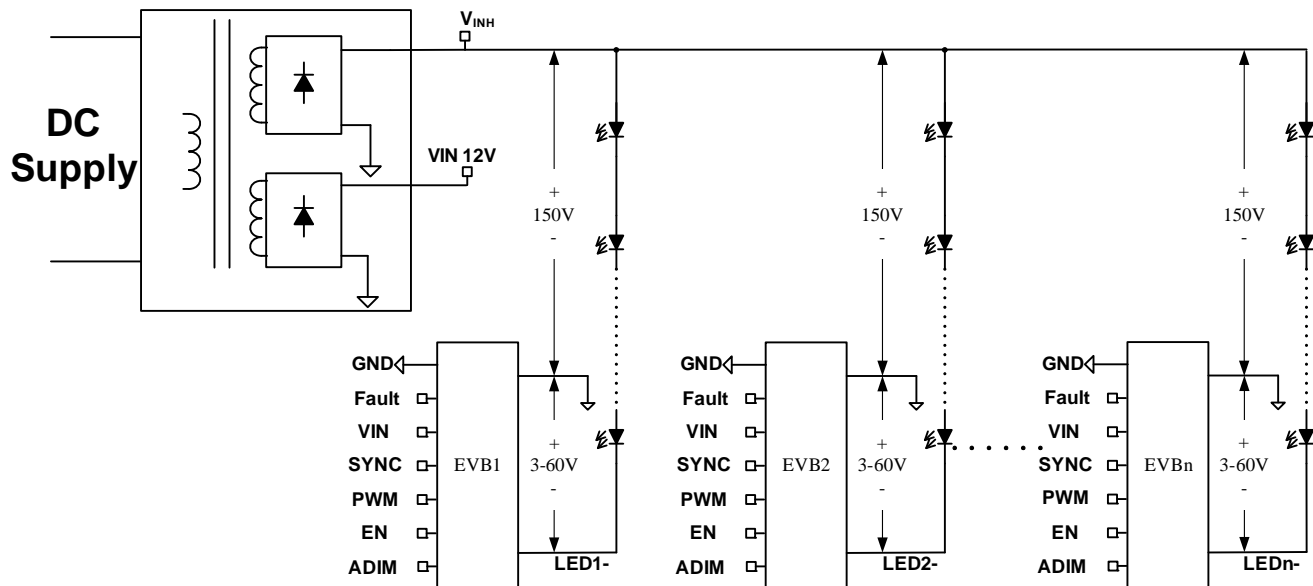 DC
Supply
VINH
VIN 12V
+
150V
-
+
150V
-
+
150V
-
GND
Fault
VIN
SYNC
PWM
EN
ADIM
EVB1
+
3-60V
-
LED1-
GND
Fault
VIN
SYNC
PWM
EN
ADIM
EVB2
+
3-60V
-
LED2-
GND
Fault
VIN
SYNC
PWM
EN
ADIM
EVBn
+
3-60V
-
LEDn-